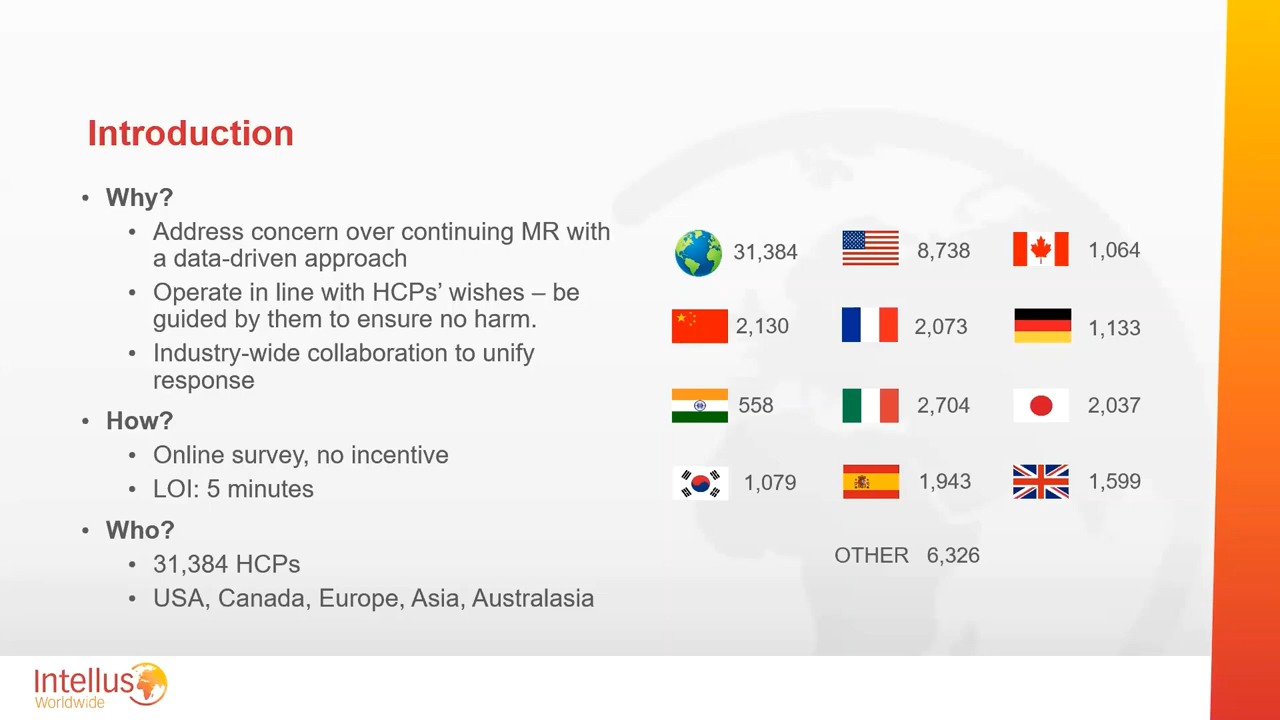 Introduction
• Why?
• Address concern over continuing MR with
a data-driven approach
• Operate in line with HCPs’ wishes – be
guided by them to ensure no harm.
• Industry-wide collaboration to unify
response
• How?
• Online survey, no incentive
• LOI: 5 minutes
• Who?
• 31,384 HCPs
• USA, Canada, Europe, Asia, Australasia
31,384 8,738 1,064
2,130 2,073 1,133
558 2,704 2,037
1,079 1,943 1,599
OTHER 6,326
Intellus
Worldwide